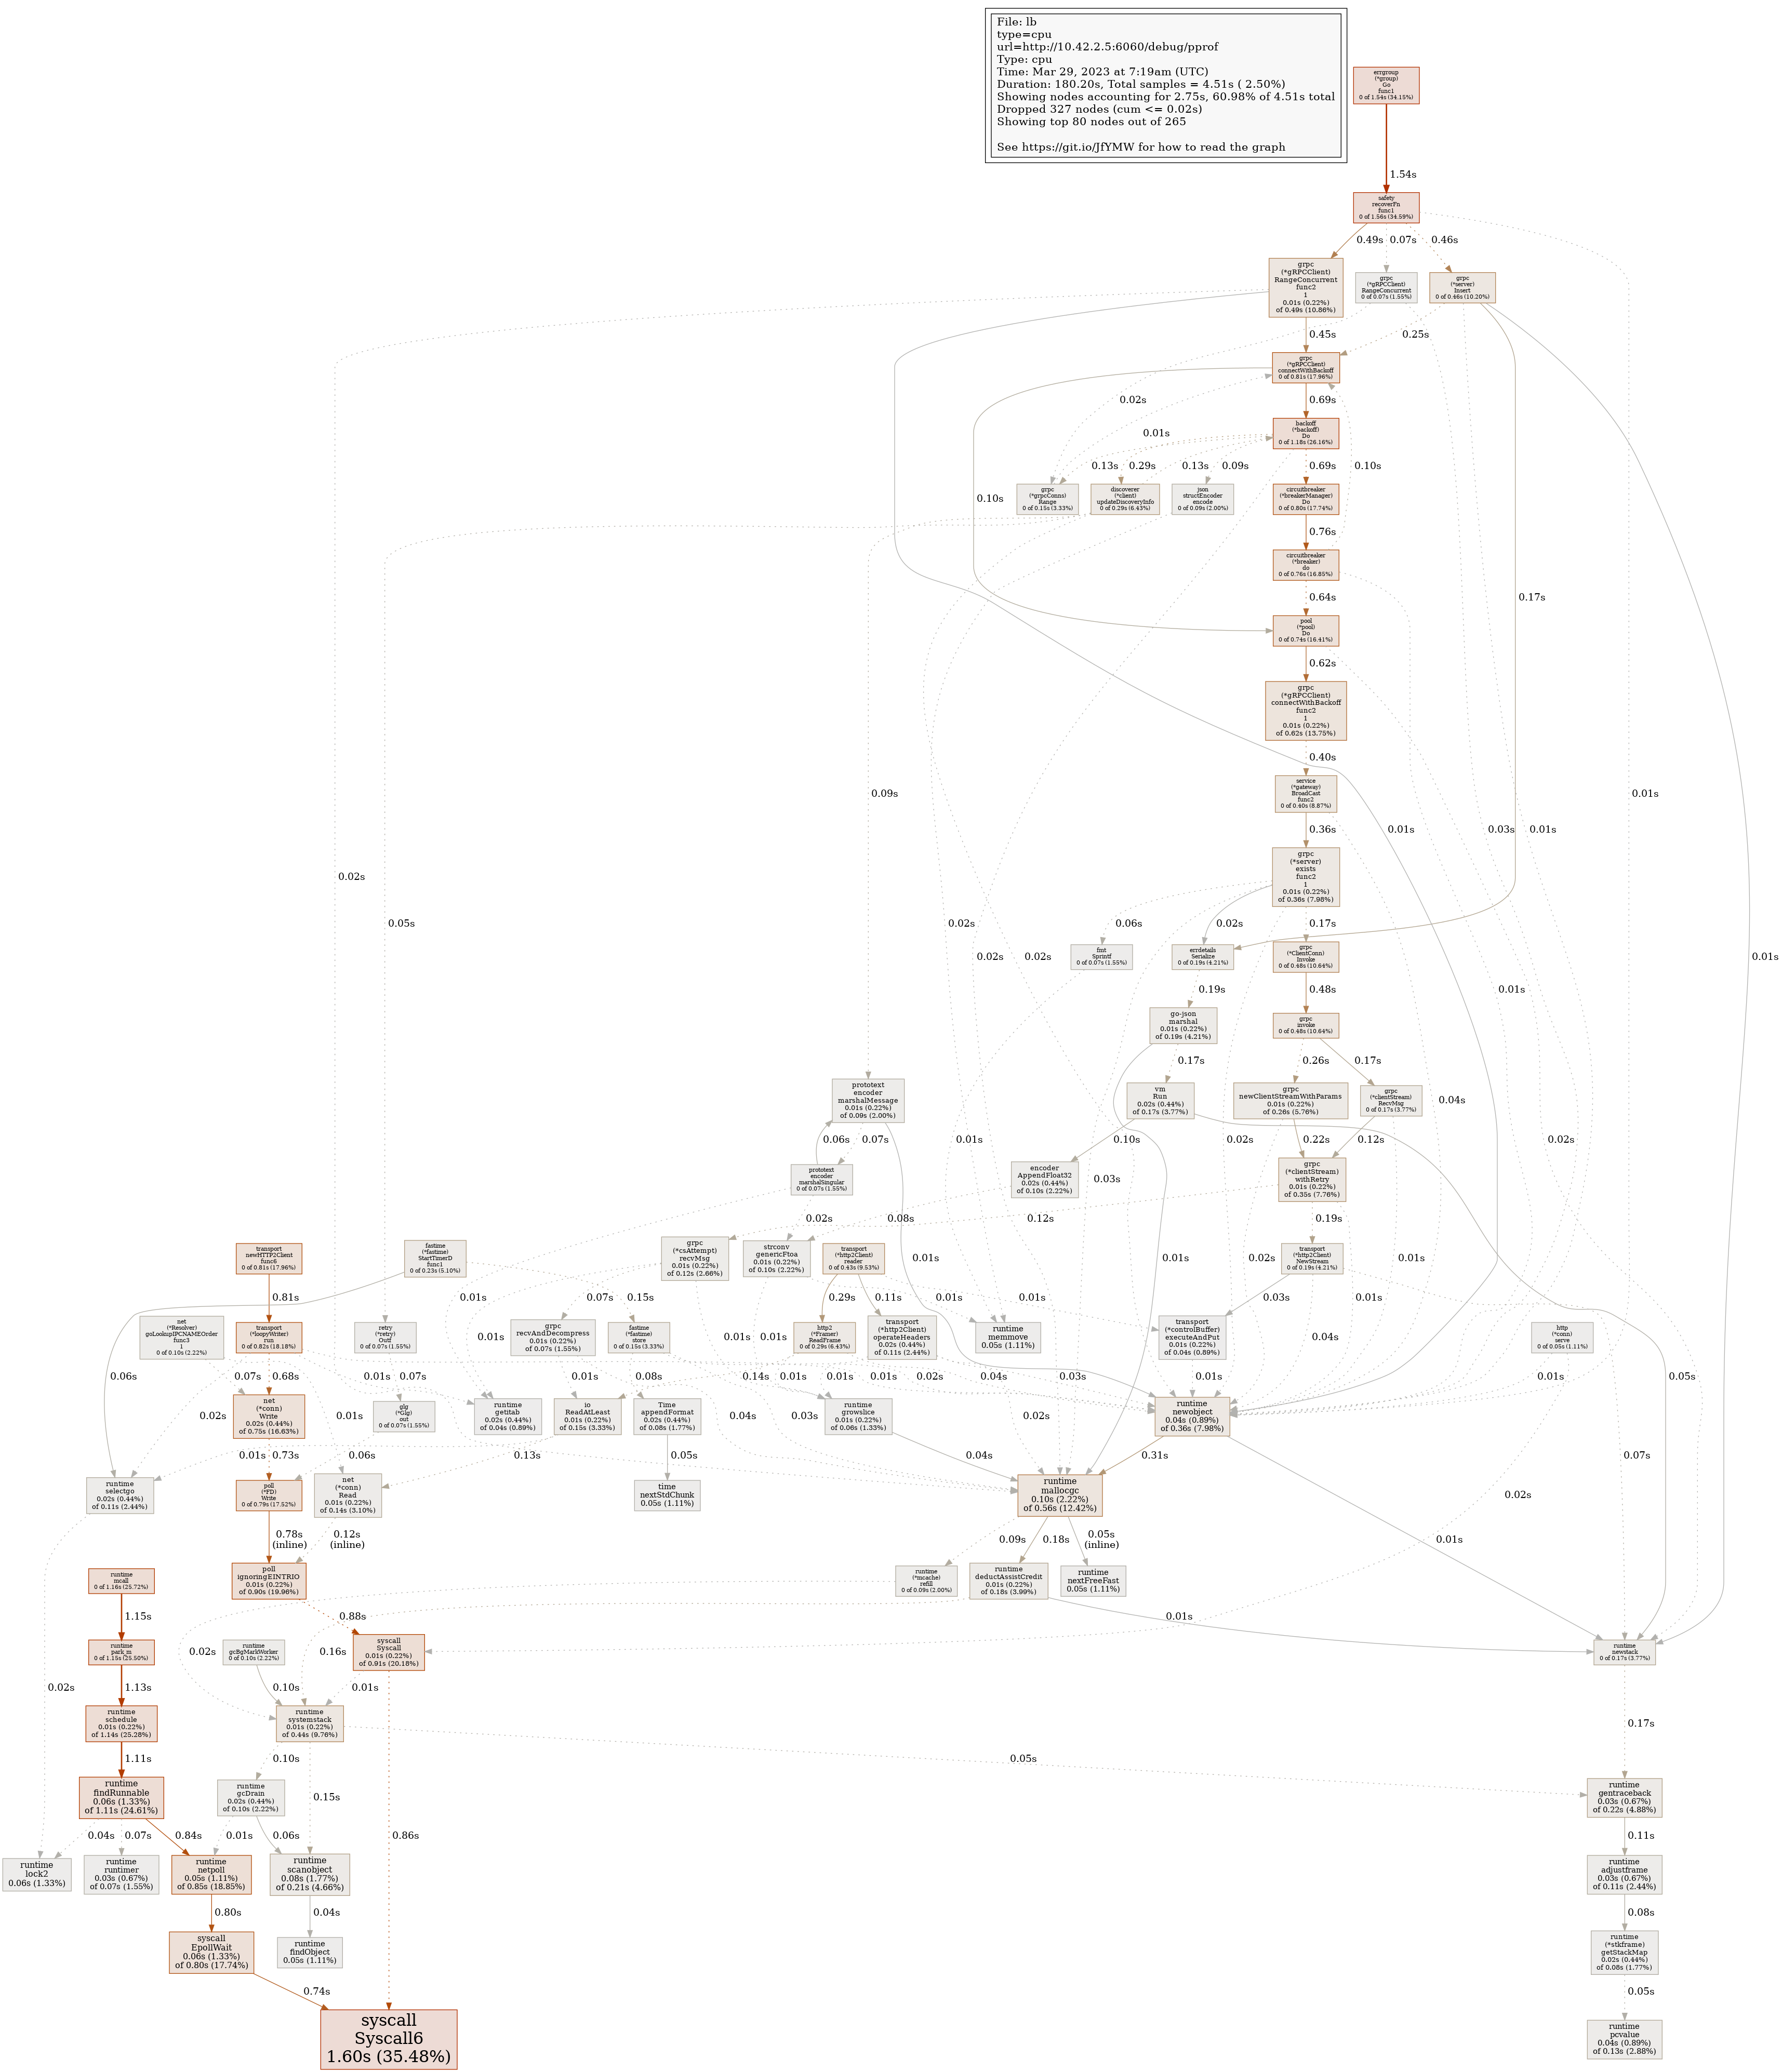 File: lb
type=cpu
url=http://10.42.2.5:6060/debug/pprof
Type: cpu
Time: Mar 29, 2023 at 7:19am (UTC)
Duration: 180.20s, Total samples = 4.51s ( 2.50%)
Showing nodes accounting for 2.75s, 60.98% of 4.51s total
Dropped 327 nodes (cum <= 0.02s)
Showing top 80 nodes out of 265
See https://git.io/JfYMW for how to read the graph
errgroup
(*group)
Go
func1
0 of 1.54s (34.15%)
1.54s
safety
recoverFn
func1
0 of 1.56s (34.59%)
0.49s
0.07s
0.46s
grpc
(*gRPCClient)
RangeConcurrent
func2
1
0.01s (0.22%)
of 0.49s (10.86%)
grpc
(*gRPCClient)
RangeConcurrent
0 of 0.07s (1.55%)
grpc
(*server)
Insert
0 of 0.46s (10.20%)
0.45s
0.25s
grpc
(*gRPCClient)
connectWithBackoff
0 of 0.81s (17.96%)
0.02s
0.69s
0.01s
backoff
(*backoff)
Do
0 of 1.18s (26.16%)
0.13s
0.29s
0.13s
0.09s
0.69s
0.10s
0.10s
grpc
(*grpcConns)
Range
0 of 0.15s (3.33%)
discoverer
(*client)
updateDiscoveryInfo
0 of 0.29s (6.43%)
json
structEncoder
encode
0 of 0.09s (2.00%)
circuitbreaker
(*breakerManager)
Do
0 of 0.80s (17.74%)
0.76s
circuitbreaker
(*breaker)
do
0 of 0.76s (16.85%)
0.64s
0.17s
pool
(*pool)
Do
0 of 0.74s (16.41%)
0.62s
grpc
(*gRPCClient)
connectWithBackoff
func2
1
0.01s (0.22%)
of 0.62s (13.75%)
0.40s
service
(*gateway)
BroadCast
func2
0 of 0.40s (8.87%)
0.09s
0.01s
0.36s
0.01s
0.03s
0.01s
grpc
(*server)
exists
func2
1
0.01s (0.22%)
of 0.36s (7.98%)
0.02s
0.05s
0.02s
0.06s
0.02s
0.17s
fmt
Sprintf
0 of 0.07s (1.55%)
errdetails
Serialize
0 of 0.19s (4.21%)
grpc
(*ClientConn)
Invoke
0 of 0.48s (10.64%)
0.02s
0.02s
0.01s
0.01s
0.19s
0.48s
go-json
marshal
0.01s (0.22%)
of 0.19s (4.21%)
grpc
invoke
0 of 0.48s (10.64%)
0.17s
0.26s
0.17s
prototext
encoder
marshalMessage
0.01s (0.22%)
of 0.09s (2.00%)
vm
Run
0.02s (0.44%)
of 0.17s (3.77%)
grpc
newClientStreamWithParams
0.01s (0.22%)
of 0.26s (5.76%)
grpc
(*clientStream)
RecvMsg
0 of 0.17s (3.77%)
0.04s
0.06s
0.07s
0.01s
0.10s
0.02s
0.22s
0.12s
0.02s
prototext
encoder
marshalSingular
0 of 0.07s (1.55%)
encoder
AppendFloat32
0.02s (0.44%)
of 0.10s (2.22%)
grpc
(*clientStream)
withRetry
0.01s (0.22%)
of 0.35s (7.76%)
0.03s
0.02s
0.08s
0.12s
0.19s
transport
newHTTP2Client
func6
0 of 0.81s (17.96%)
fastime
(*fastime)
StartTimerD
func1
0 of 0.23s (5.10%)
grpc
(*csAttempt)
recvMsg
0.01s (0.22%)
of 0.12s (2.66%)
strconv
genericFtoa
0.01s (0.22%)
of 0.10s (2.22%)
transport
(*http2Client)
reader
0 of 0.43s (9.53%)
transport
(*http2Client)
NewStream
0 of 0.19s (4.21%)
0.01s
0.01s
0.02s
0.01s
0.81s
0.01s
0.07s
0.15s
0.29s
0.11s
0.01s
0.01s
0.03s
0.01s
net
(*Resolver)
goLookupIPCNAMEOrder
func3
1
0 of 0.10s (2.22%)
transport
(*loopyWriter)
run
0 of 0.82s (18.18%)
retry
(*retry)
Outf
0 of 0.07s (1.55%)
grpc
recvAndDecompress
0.01s (0.22%)
of 0.07s (1.55%)
fastime
(*fastime)
store
0 of 0.15s (3.33%)
http2
(*Framer)
ReadFrame
0 of 0.29s (6.43%)
transport
(*http2Client)
operateHeaders
0.02s (0.44%)
of 0.11s (2.44%)
runtime
memmove
0.05s (1.11%)
transport
(*controlBuffer)
executeAndPut
0.01s (0.22%)
of 0.04s (0.89%)
http
(*conn)
serve
0 of 0.05s (1.11%)
0.01s
0.01s
0.01s
0.04s
0.06s
0.07s
0.68s
0.01s
0.07s
0.01s
0.08s
0.14s
0.01s
0.01s
0.01s
0.02s
0.04s
0.03s
0.01s
0.01s
0.05s
net
(*conn)
Write
0.02s (0.44%)
of 0.75s (16.63%)
glg
(*Glg)
out
0 of 0.07s (1.55%)
runtime
getitab
0.02s (0.44%)
of 0.04s (0.89%)
io
ReadAtLeast
0.01s (0.22%)
of 0.15s (3.33%)
Time
appendFormat
0.02s (0.44%)
of 0.08s (1.77%)
runtime
growslice
0.01s (0.22%)
of 0.06s (1.33%)
runtime
newobject
0.04s (0.89%)
of 0.36s (7.98%)
0.02s
0.01s
0.04s
0.03s
0.02s
0.01s
0.73s
0.06s
0.13s
0.05s
0.04s
0.31s
0.07s
runtime
selectgo
0.02s (0.44%)
of 0.11s (2.44%)
poll
(*FD)
Write
0 of 0.79s (17.52%)
net
(*conn)
Read
0.01s (0.22%)
of 0.14s (3.10%)
time
nextStdChunk
0.05s (1.11%)
runtime
mallocgc
0.10s (2.22%)
of 0.56s (12.42%)
0.02s
0.78s
(inline)
0.12s
(inline)
0.09s
0.18s
0.05s
(inline)
0.01s
runtime
mcall
0 of 1.16s (25.72%)
poll
ignoringEINTRIO
0.01s (0.22%)
of 0.90s (19.96%)
runtime
(*mcache)
refill
0 of 0.09s (2.00%)
runtime
deductAssistCredit
0.01s (0.22%)
of 0.18s (3.99%)
runtime
nextFreeFast
0.05s (1.11%)
1.15s
0.88s
0.01s
runtime
park_m
0 of 1.15s (25.50%)
runtime
gcBgMarkWorker
0 of 0.10s (2.22%)
syscall
Syscall
0.01s (0.22%)
of 0.91s (20.18%)
runtime
newstack
0 of 0.17s (3.77%)
0.02s
1.13s
0.02s
0.10s
0.16s
0.01s
runtime
schedule
0.01s (0.22%)
of 1.14s (25.28%)
runtime
systemstack
0.01s (0.22%)
of 0.44s (9.76%)
0.17s
1.11s
0.10s
0.05s
runtime
findRunnable
0.06s (1.33%)
of 1.11s (24.61%)
runtime
gcDrain
0.02s (0.44%)
of 0.10s (2.22%)
0.15s
runtime
gentraceback
0.03s (0.67%)
of 0.22s (4.88%)
0.04s
0.07s
0.84s
0.01s
0.06s
0.86s
0.11s
runtime
lock2
0.06s (1.33%)
runtime
runtimer
0.03s (0.67%)
of 0.07s (1.55%)
runtime
netpoll
0.05s (1.11%)
of 0.85s (18.85%)
runtime
scanobject
0.08s (1.77%)
of 0.21s (4.66%)
runtime
adjustframe
0.03s (0.67%)
of 0.11s (2.44%)
0.80s
0.04s
0.08s
syscall
EpollWait
0.06s (1.33%)
of 0.80s (17.74%)
runtime
findObject
0.05s (1.11%)
runtime
(*stkframe)
getStackMap
0.02s (0.44%)
of 0.08s (1.77%)
0.74s
0.05s
syscall
Syscall6
1.60s (35.48%)
runtime
pcvalue
0.04s (0.89%)
of 0.13s (2.88%)